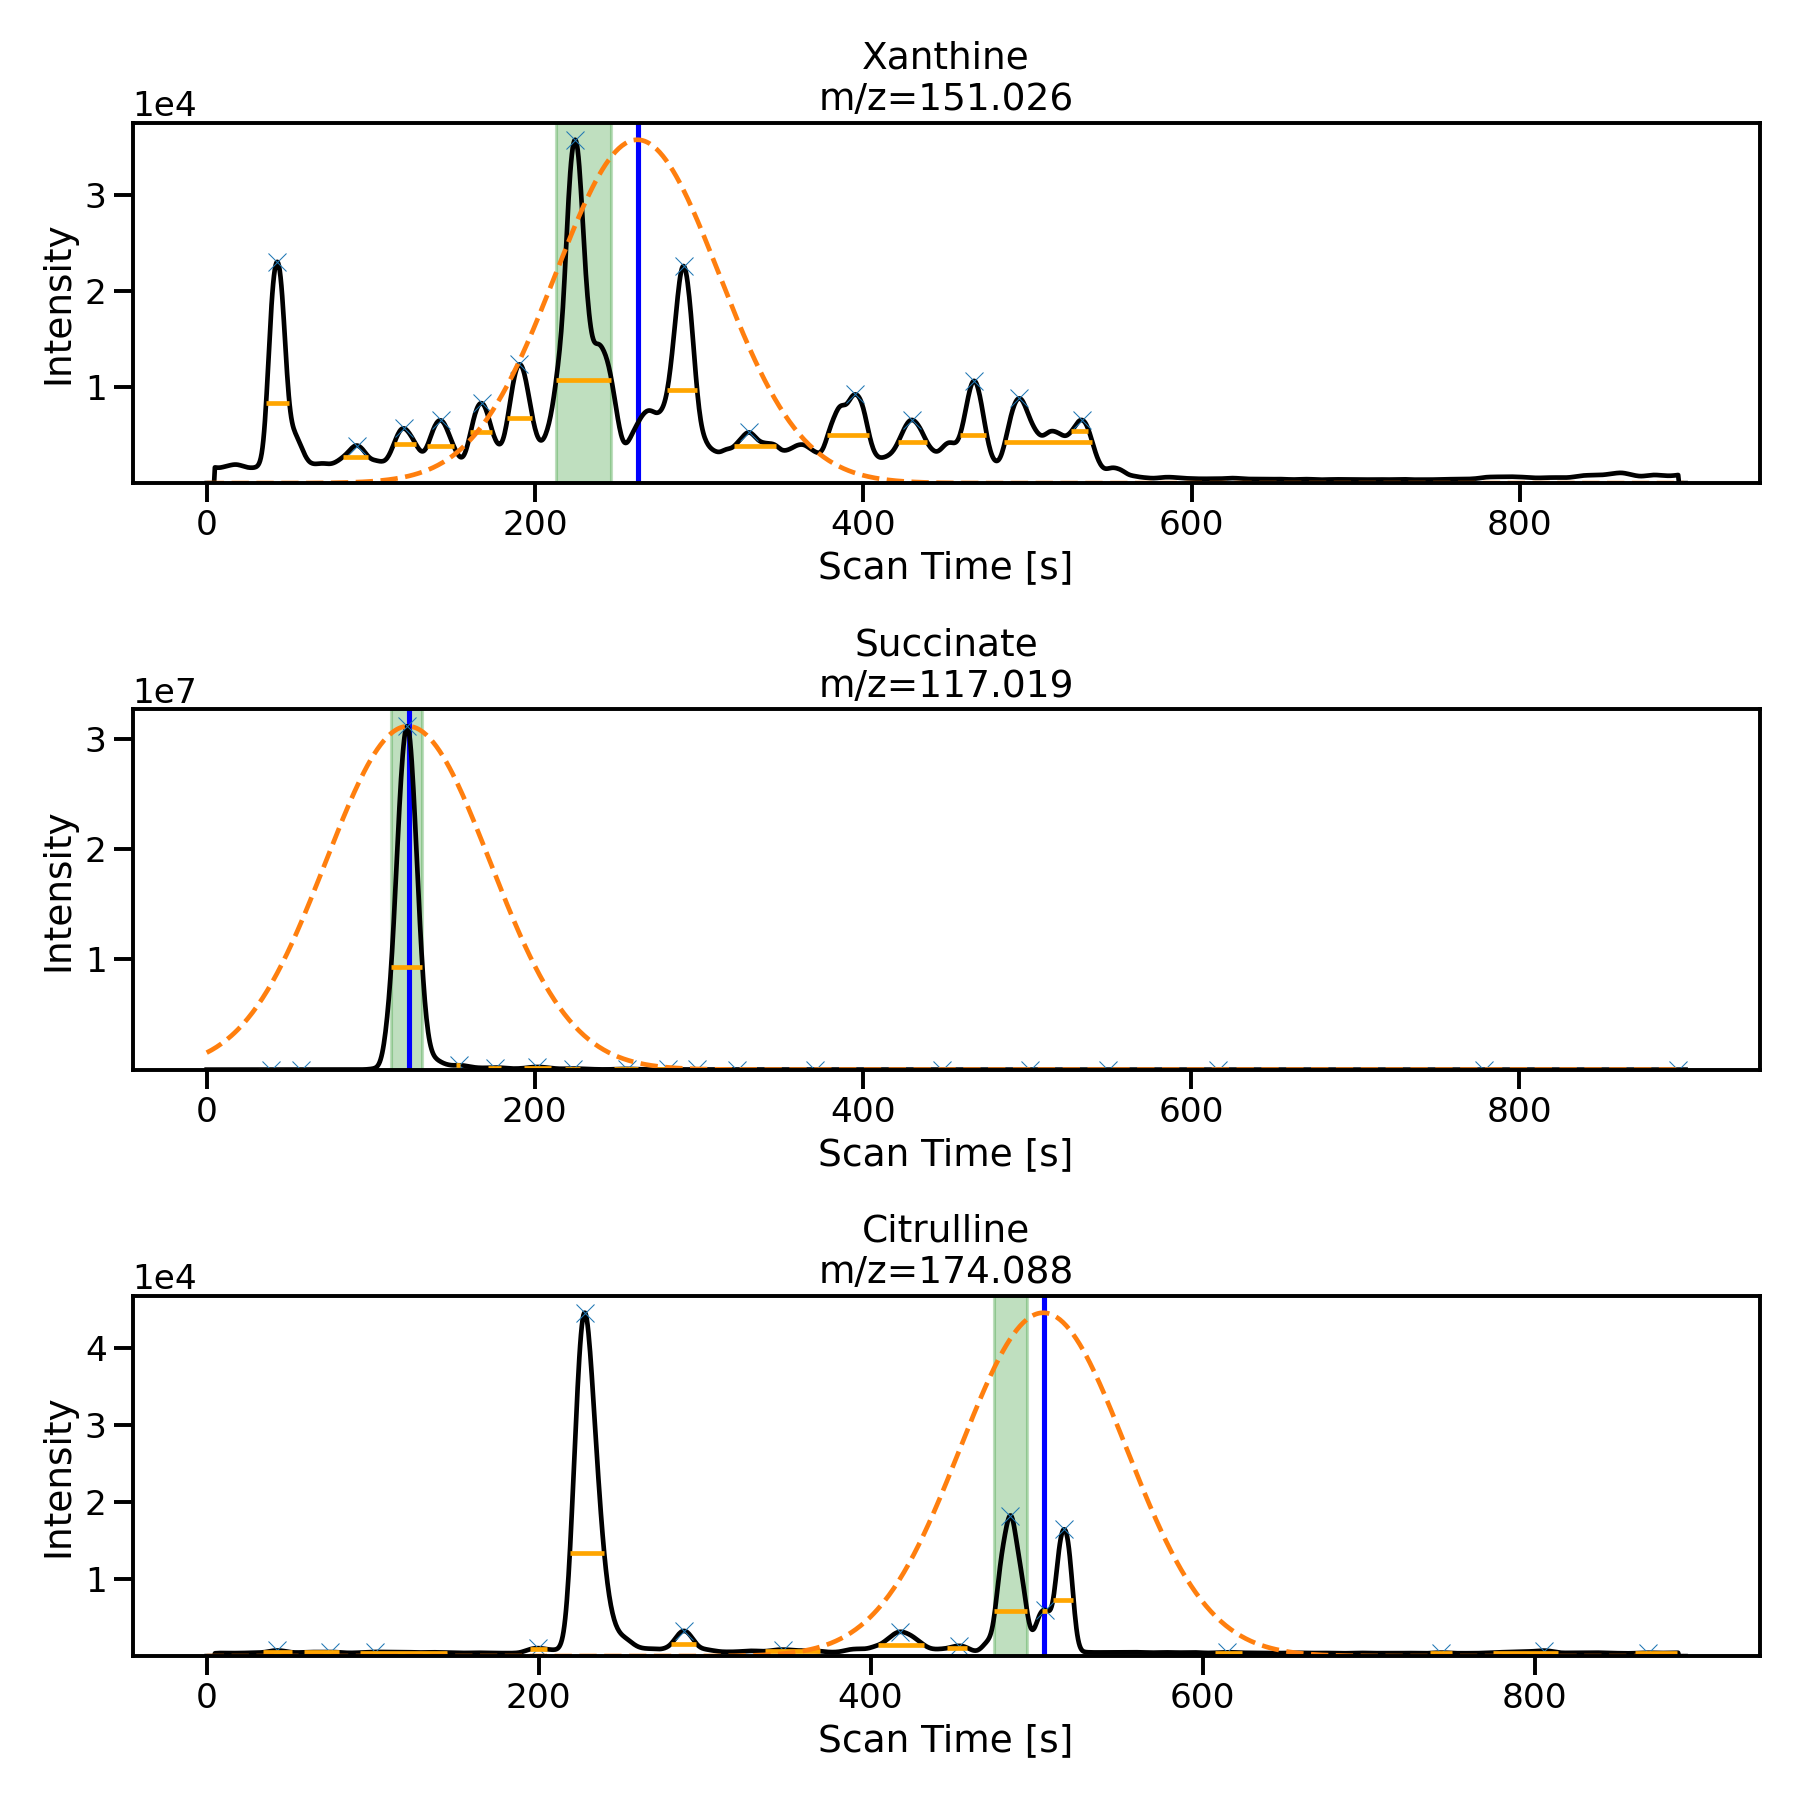 Xanthine
m/z=151.026
1e4
3
2
1
Intensity
0 200 400 600 800
Scan Time [s]
Succinate
m/z=117.019
1e7
3
2
1
Intensity
0 200 400 600 800
Scan Time [s]
Citrulline
m/z=174.088
1e4
4
3
2
1
Intensity
0 200 400 600 800
Scan Time [s]